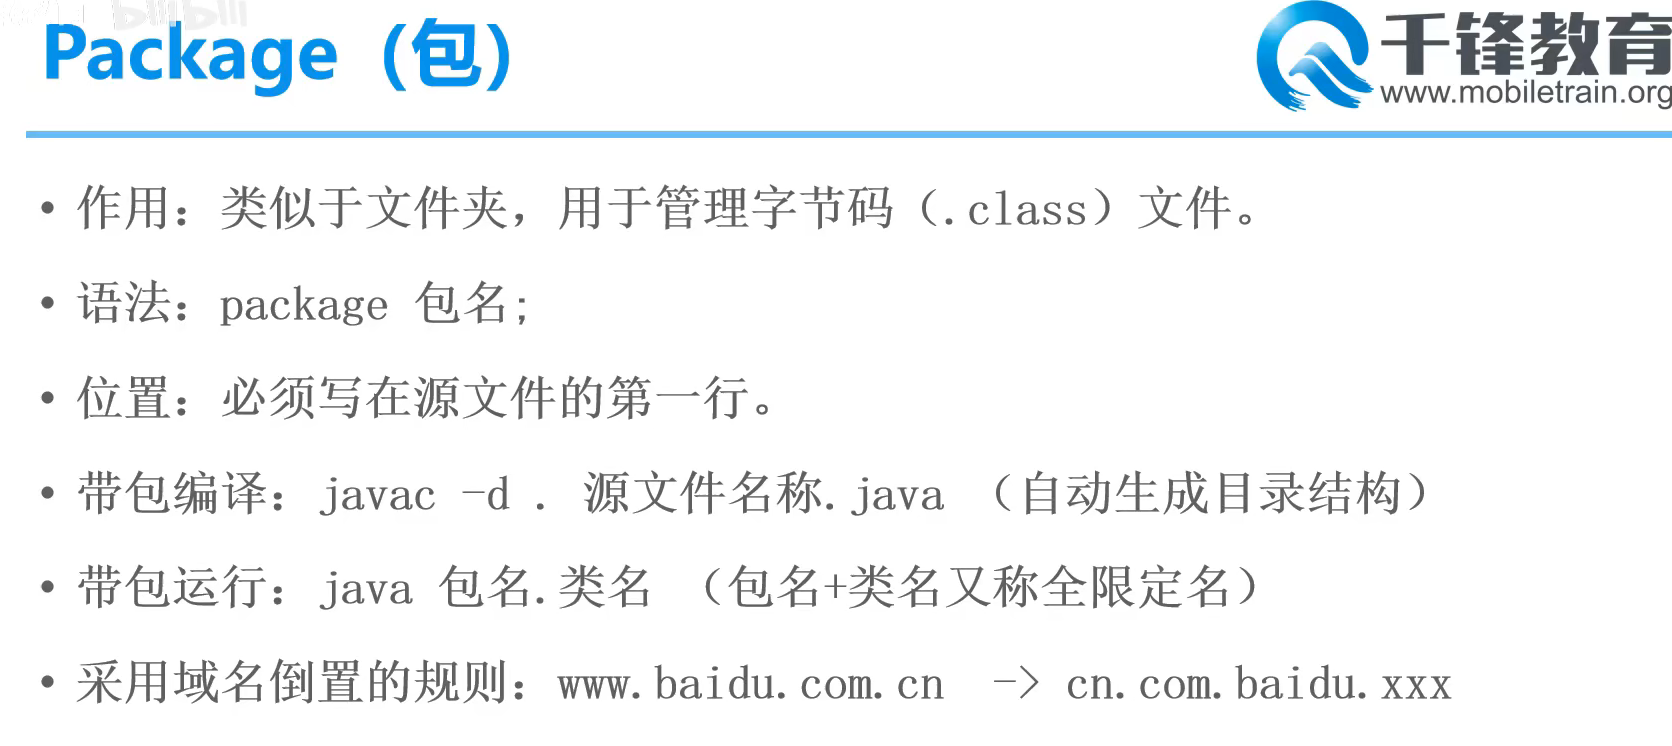 bilibili
Package（包）
千锋教育
www.mobiletrain.org
• 作用：类似于文件夹，用于管理字节码（.class）文件。
• 语法：package 包名;
• 位置：必须写在源文件的第一行。
• 带包编译：javac -d . 源文件名称.java （自动生成目录结构）
• 带包运行：java 包名.类名 （包名+类名又称全限定名）
• 采用域名倒置的规则：www.baidu.com.cn -> cn.com.baidu.xxx